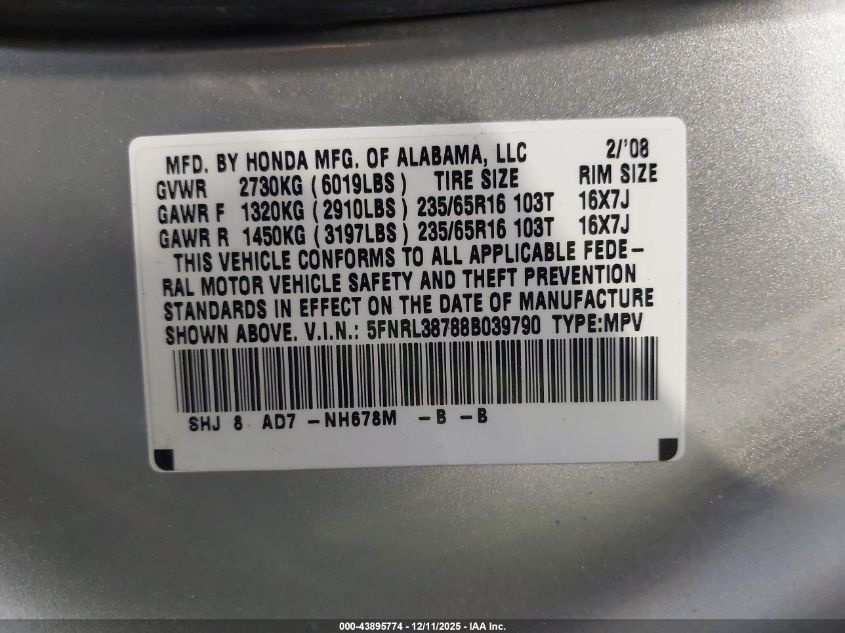 MFD. BY HONDA MFG. OF ALABAMA, LLC 2/'08
GVWR 2730KG (6019LBS) TIRE SIZE RIM SIZE
GAWR F 1320KG (2910LBS) 235/65R16 103T 16X7J
GAWR R 1450KG (3197LBS) 235/65R16 103T 16X7J
THIS VEHICLE CONFORMS TO ALL APPLICABLE FEDE-
RAL MOTOR VEHICLE SAFETY AND THEFT PREVENTION
STANDARDS IN EFFECT ON THE DATE OF MANUFACTURE
SHOWN ABOVE. V.I.N.: 5FNRL38788B039790 TYPE:MPV
SHJ 8 AD7 -NH678M -B -B
000-43895774 - 12/11/2025 - IAA Inc.